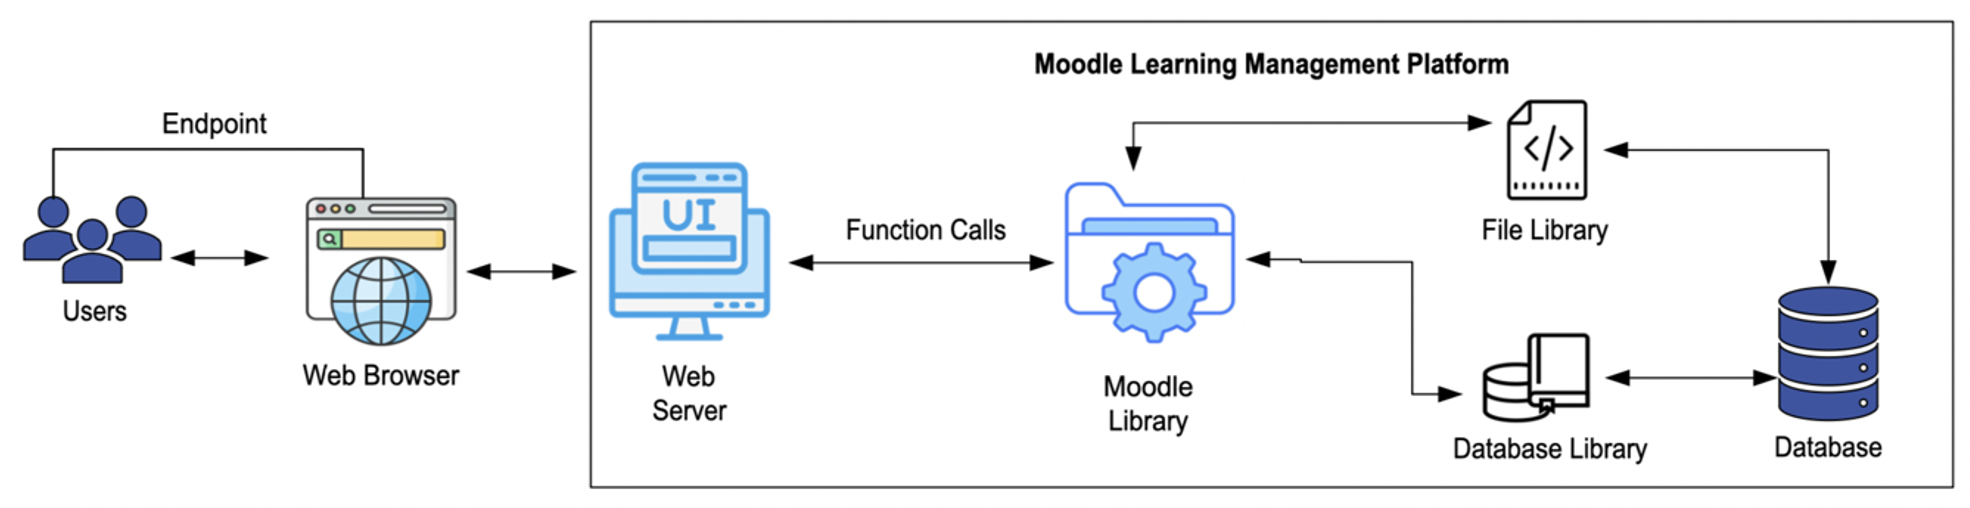 Moodle Learning Management Platform
Endpoint
Users
Web Browser
UI
Web
Server
Function Calls
Moodle
Library
</>
File Library
Database Library
Database